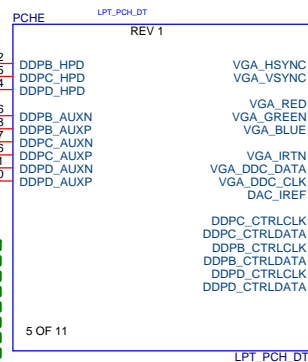 PCHE
LPT_PCH_DT
REV 1
DDPB_HPD
DDPC_HPD
DDPD_HPD
DDPB_AUXN
DDPB_AUXP
DDPC_AUXN
DDPC_AUXP
DDPD_AUXN
DDPD_AUXP
VGA_HSYNC
VGA_VSYNC
VGA_RED
VGA_GREEN
VGA_BLUE
VGA_IRTN
VGA_DDC_DATA
VGA_DDC_CLK
DAC_IREF
DDPC_CTRLCLK
DDPC_CTRLDATA
DDPB_CTRLCLK
DDPB_CTRLDATA
DDPD_CTRLCLK
DDPD_CTRLDATA
5 OF 11
LPT_PCH_DT